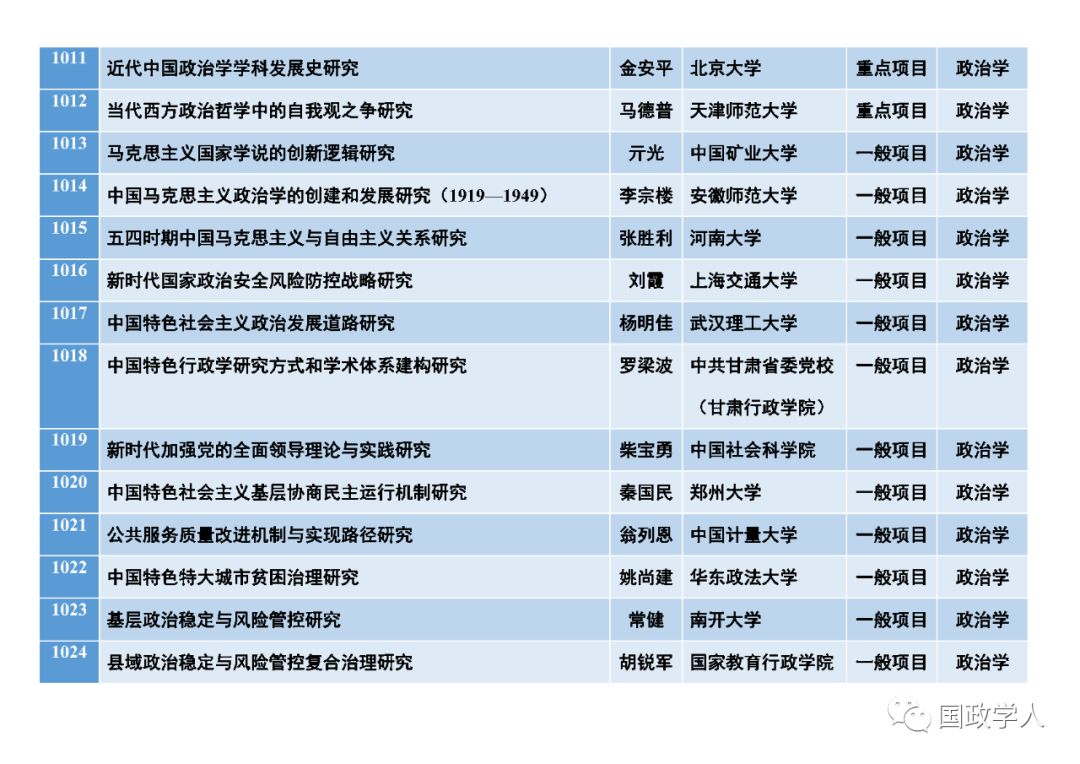 1011 近代中国政治学学科发展史研究 金安平 北京大学 重点项目 政治学
1012 当代西方政治哲学中的自我观之争研究 马德普 天津师范大学 重点项目 政治学
1013 马克思主义国家学说的创新逻辑研究 亓光 中国矿业大学 一般项目 政治学
1014 中国马克思主义政治学的创建和发展研究（1919—1949） 李宗楼 安徽师范大学 一般项目 政治学
1015 五四时期中国马克思主义与自由主义关系研究 张胜利 河南大学 一般项目 政治学
1016 新时代国家政治安全风险防控战略研究 刘霞 上海交通大学 一般项目 政治学
1017 中国特色社会主义政治发展道路研究 杨明佳 武汉理工大学 一般项目 政治学
1018 中国特色行政学研究方式和学术体系建构研究 罗梁波 中共甘肃省委党校 一般项目 政治学
（甘肃行政学院）
1019 新时代加强党的全面领导理论与实践研究 柴宝勇 中国社会科学院 一般项目 政治学
1020 中国特色社会主义基层协商民主运行机制研究 秦国民 郑州大学 一般项目 政治学
1021 公共服务质量改进机制与实现路径研究 翁列恩 中国计量大学 一般项目 政治学
1022 中国特色特大城市贫困治理研究 姚尚建 华东政法大学 一般项目 政治学
1023 基层政治稳定与风险管控研究 常健 南开大学 一般项目 政治学
1024 县域政治稳定与风险管控复合治理研究 胡锐军 国家教育行政学院 一般项目 政治学
国政学人